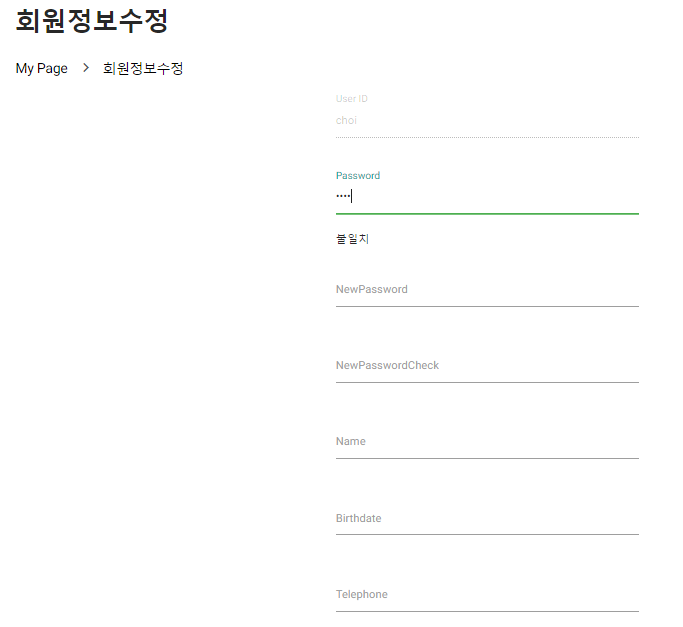 회원정보수정
My Page > 회원정보수정
User ID
choi
Password
····
불일치
NewPassword
NewPasswordCheck
Name
Birthdate
Telephone